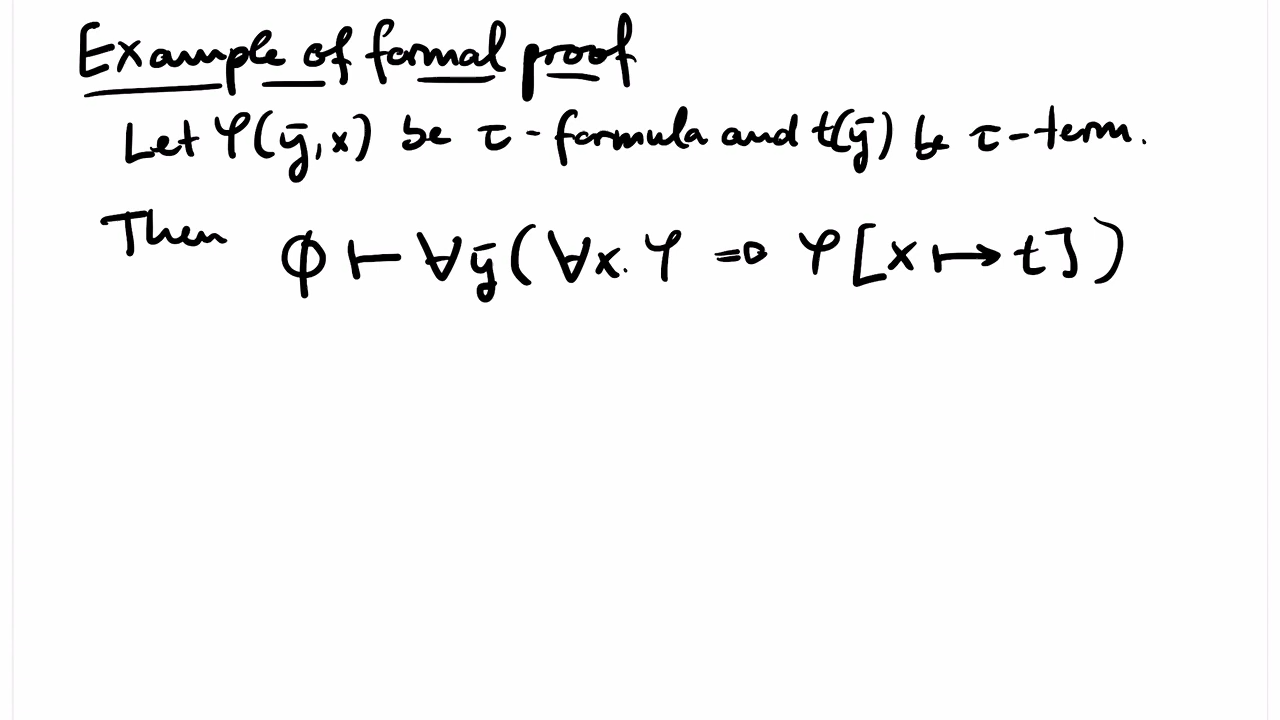 Example of formal proof
Let φ(ȳ,x) be τ-formula and t(ȳ) be τ-term.
Then ϕ ⊢ ∀ȳ(∀x. φ ⇒ φ[x ↦ t])